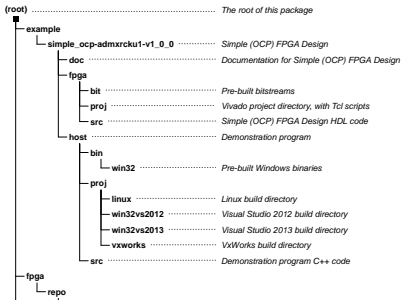 (root) The root of this package
example
simple_ocp-admxrcku1-v1_0_0 Simple (OCP) FPGA Design
doc Documentation for Simple (OCP) FPGA Design
fpga
bit Pre-built bitstreams
proj Vivado project directory, with Tcl scripts
src Simple (OCP) FPGA Design HDL code
host Demonstration program
bin
win32 Pre-built Windows binaries
proj
linux Linux build directory
win32vs2012 Visual Studio 2012 build directory
win32vs2013 Visual Studio 2013 build directory
vxworks VxWorks build directory
src Demonstration program C++ code
fpga
repo